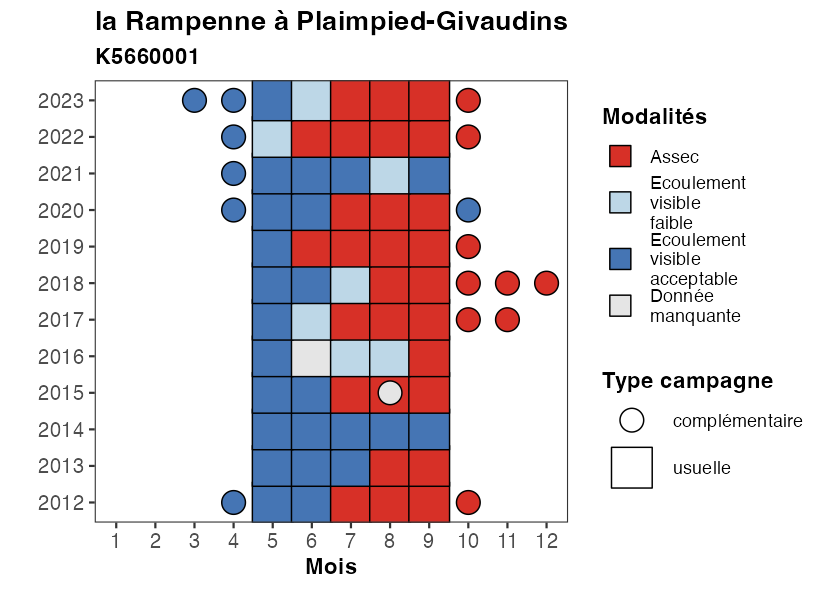 la Rampenne à Plaimpied-Givaudins
K5660001
2023
2022
2021
2020
2019
2018
2017
2016
2015
2014
2013
2012
1 2 3 4 5 6 7 8 9 10 11 12
Mois
Modalités
Assec
Ecoulement
visible
faible
Ecoulement
visible
acceptable
Donnée
manquante
Type campagne
complémentaire
usuelle